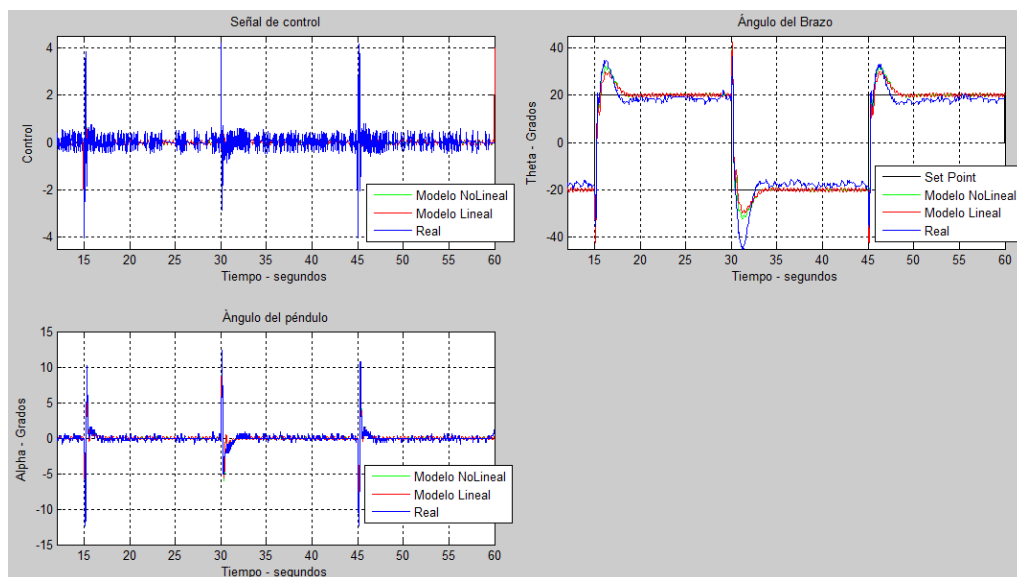 Señal de control
4
2
0
-2
-4
Control
15 20 25 30 35 40 45 50 55 60
Tiempo - segundos
Modelo NoLineal
Modelo Lineal
Real
Ángulo del Brazo
40
20
0
-20
-40
Theta - Grados
15 20 25 30 35 40 45 50 55 60
Tiempo - segundos
Set Point
Modelo NoLineal
Modelo Lineal
Real
Àngulo del péndulo
15
10
5
0
-5
-10
-15
Alpha - Grados
15 20 25 30 35 40 45 50 55 60
Tiempo - segundos
Modelo NoLineal
Modelo Lineal
Real